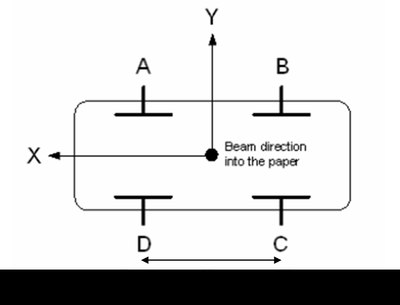 Y
A
B
X
Beam direction
into the paper
D
C